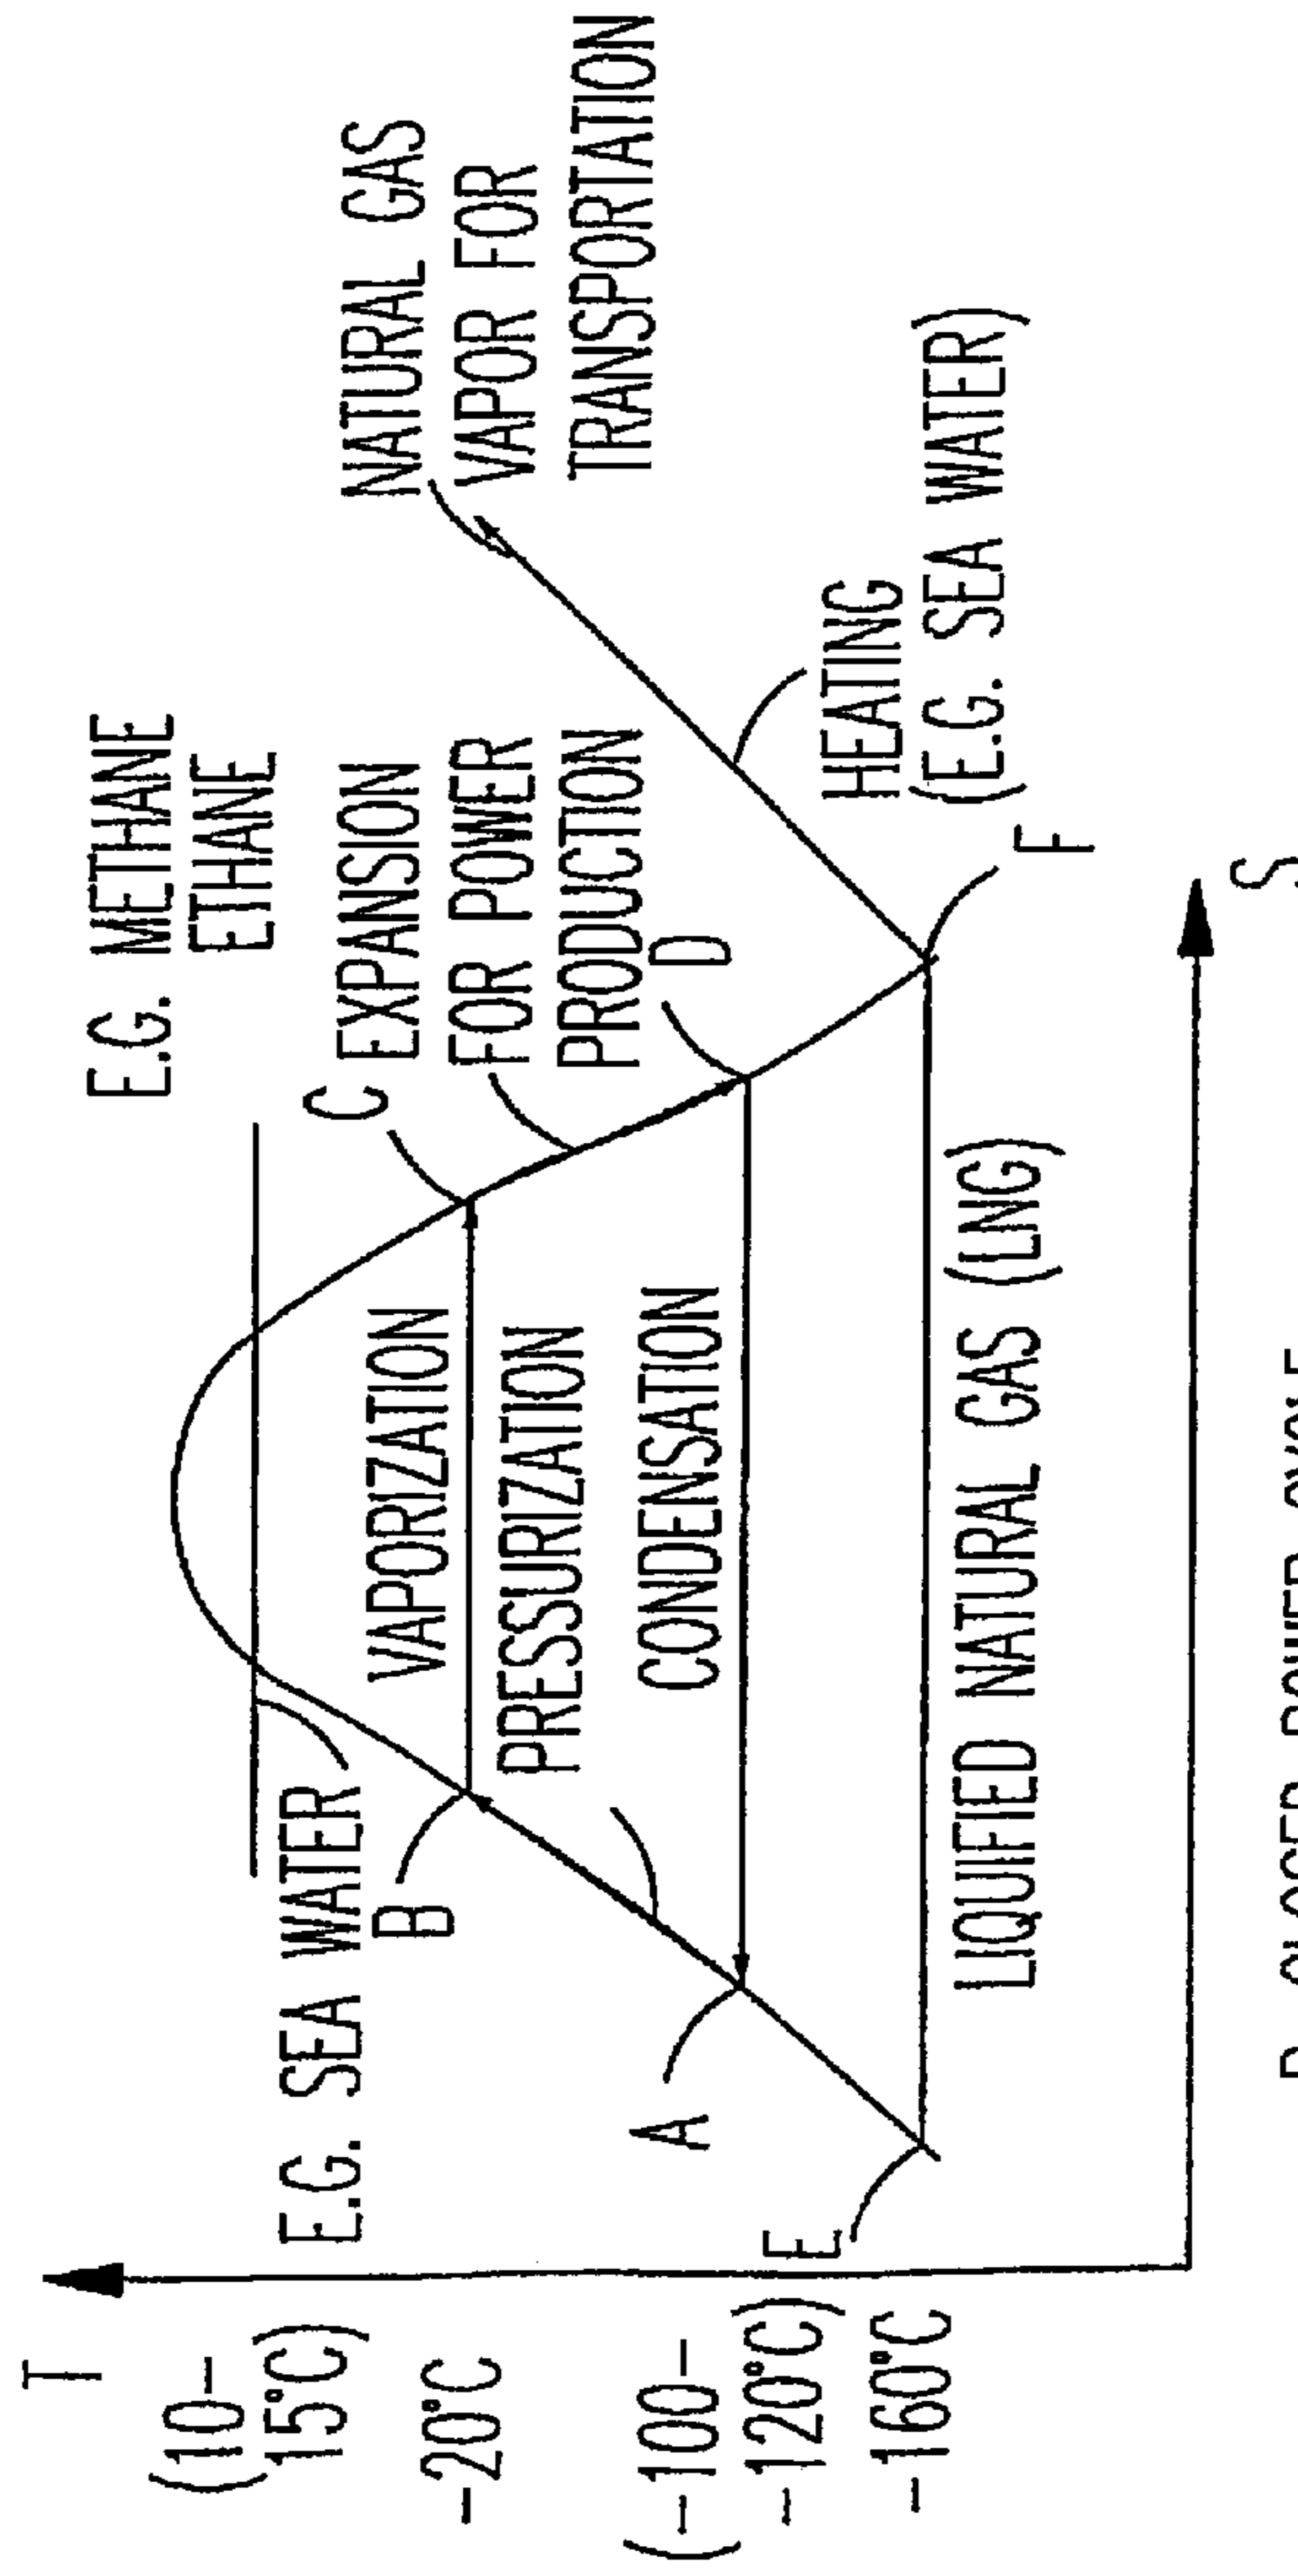 T
(10-
15°C)
-20°C
(-100-
-120°C)
-160°C
E.G. METHANE
ETHANE
E.G. SEA WATER
B
A
E
VAPORIZATION
PRESSURIZATION
CONDENSATION
LIQUIFIED NATURAL GAS (LNG)
C
EXPANSION
FOR POWER
PRODUCTION
D
NATURAL GAS
VAPOR FOR
TRANSPORTATION
HEATING
(E.G. SEA WATER)
F
S